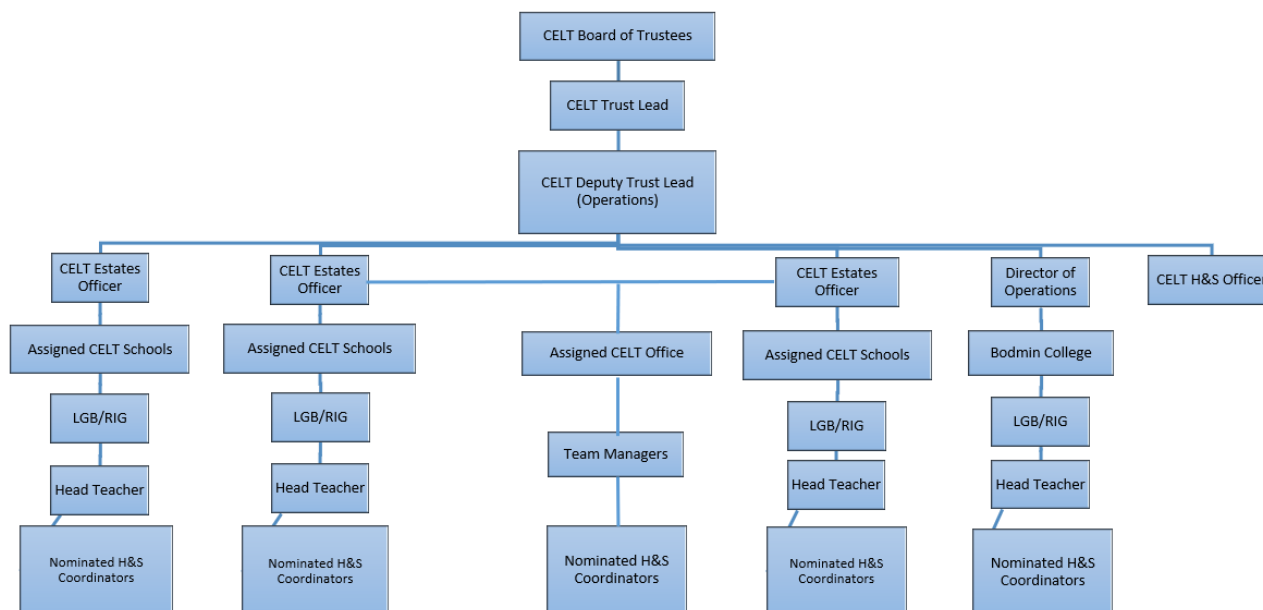 CELT Board of Trustees
CELT Trust Lead
CELT Deputy Trust Lead
(Operations)
CELT Estates
Officer
CELT Estates
Officer
CELT Estates
Officer
Director of
Operations
CELT H&S Officer
Assigned CELT Schools
Assigned CELT Schools
Assigned CELT Office
Assigned CELT Schools
Bodmin College
LGB/RIG
LGB/RIG
Team Managers
LGB/RIG
LGB/RIG
Head Teacher
Head Teacher
Head Teacher
Head Teacher
Nominated H&S
Coordinators
Nominated H&S
Coordinators
Nominated H&S
Coordinators
Nominated H&S
Coordinators
Nominated H&S
Coordinators